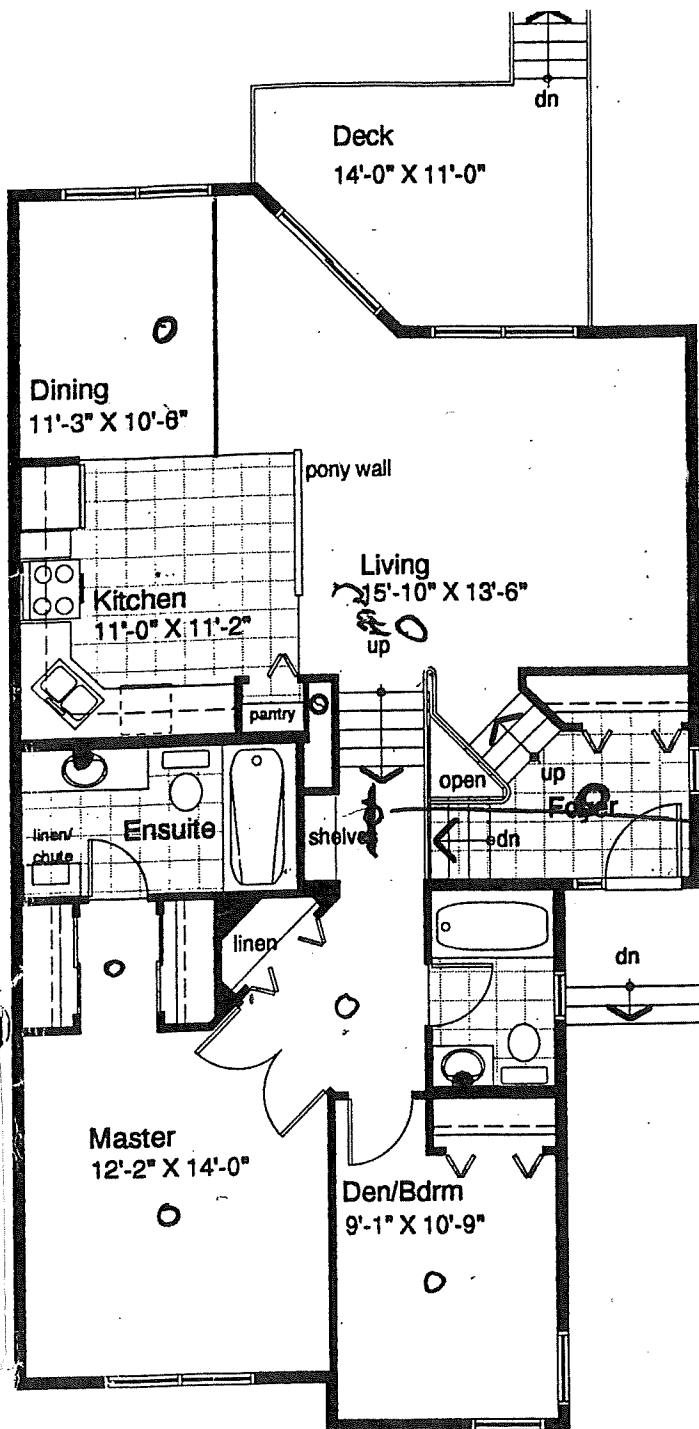 dn
Deck
14'-0" X 11'-0"
Dining
11'-3" X 10'-6"
pony wall
Living
15'-10" X 13'-6"
up
Kitchen
11'-0" X 11'-2"
pantry
open
up
Foyer
linen/
chute
Ensuite
shelves
dn
linen
dn
Master
12'-2" X 14'-0"
Den/Bdrm
9'-1" X 10'-9"